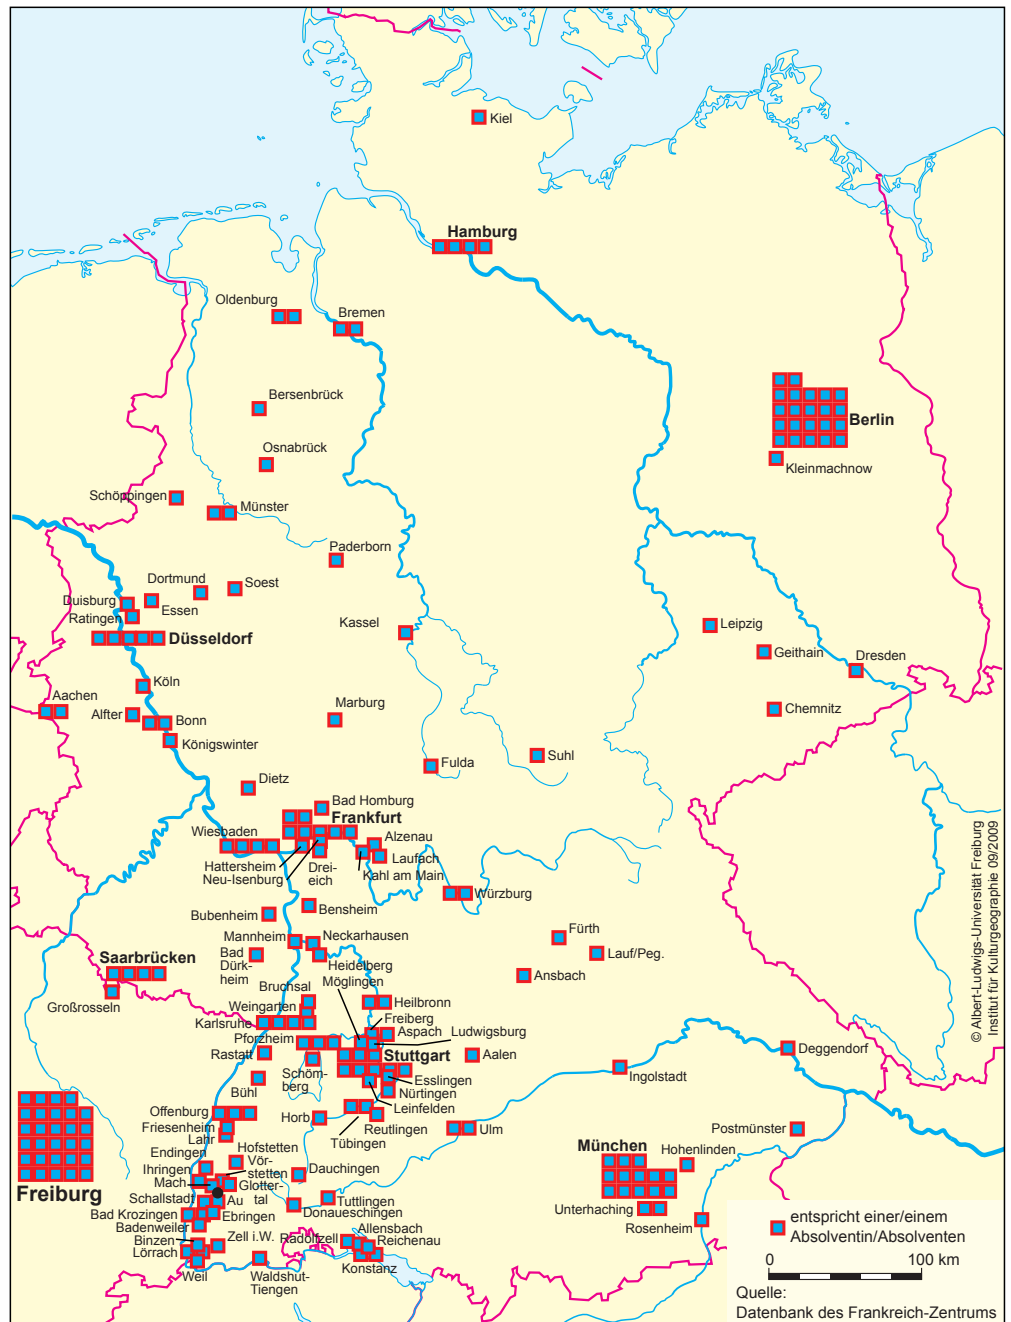 Kiel
Hamburg
Oldenburg
Bremen
Bersenbrück
Berlin
Osnabrück
Kleinmachnow
Schöppingen
Münster
Paderborn
Dortmund
Soest
Duisburg
Essen
Ratingen
Kassel
Leipzig
Düsseldorf
Geithain
Dresden
Köln
Aachen
Marburg
Alfter
Bonn
Chemnitz
Königswinter
Suhl
Fulda
Dietz
Bad Homburg
Frankfurt
Wiesbaden
Alzenau
Hattersheim
Drei-
eich
Laufach
Neu-Isenburg
Kahl am Main
Würzburg
Bensheim
Bubenheim
Fürth
Mannheim
Neckarhausen
Bad
Dürk-
heim
Lauf/Peg.
Saarbrücken
Heidelberg
Ansbach
Möglingen
Großrosseln
Bruchsal
Weingarten
Heilbronn
Karlsruhe
Freiberg
Aspach
Ludwigsburg
Pforzheim
Rastatt
Stuttgart
Aalen
Deggendorf
Schöm-
berg
Ingolstadt
Bühl
Esslingen
Nürtingen
Leinfelden
Offenburg
Horb
Reutlingen
Friesenheim
Tübingen
Ulm
Postmünster
Lahr
Endingen
Hofstetten
München
Hohenlinden
Ihringen
Vör-
stetten
Dauchingen
Mach
Glotter-
tal
Freiburg
Schallstadt
Au
Tuttlingen
Bad Krozingen
Ebringen
Donaueschingen
Unterhaching
Badenweiler
Rosenheim
Binzen
Zell i.W.
Radolfzell
Allensbach
Lörrach
Reichenau
Konstanz
Weil
Waldshut-
Tiengen
© Albert-Ludwigs-Universität Freiburg
Institut für Kulturgeographie 09/2009
entspricht einer/einem
Absolventin/Absolventen
0
100 km
Quelle:
Datenbank des Frankreich-Zentrums